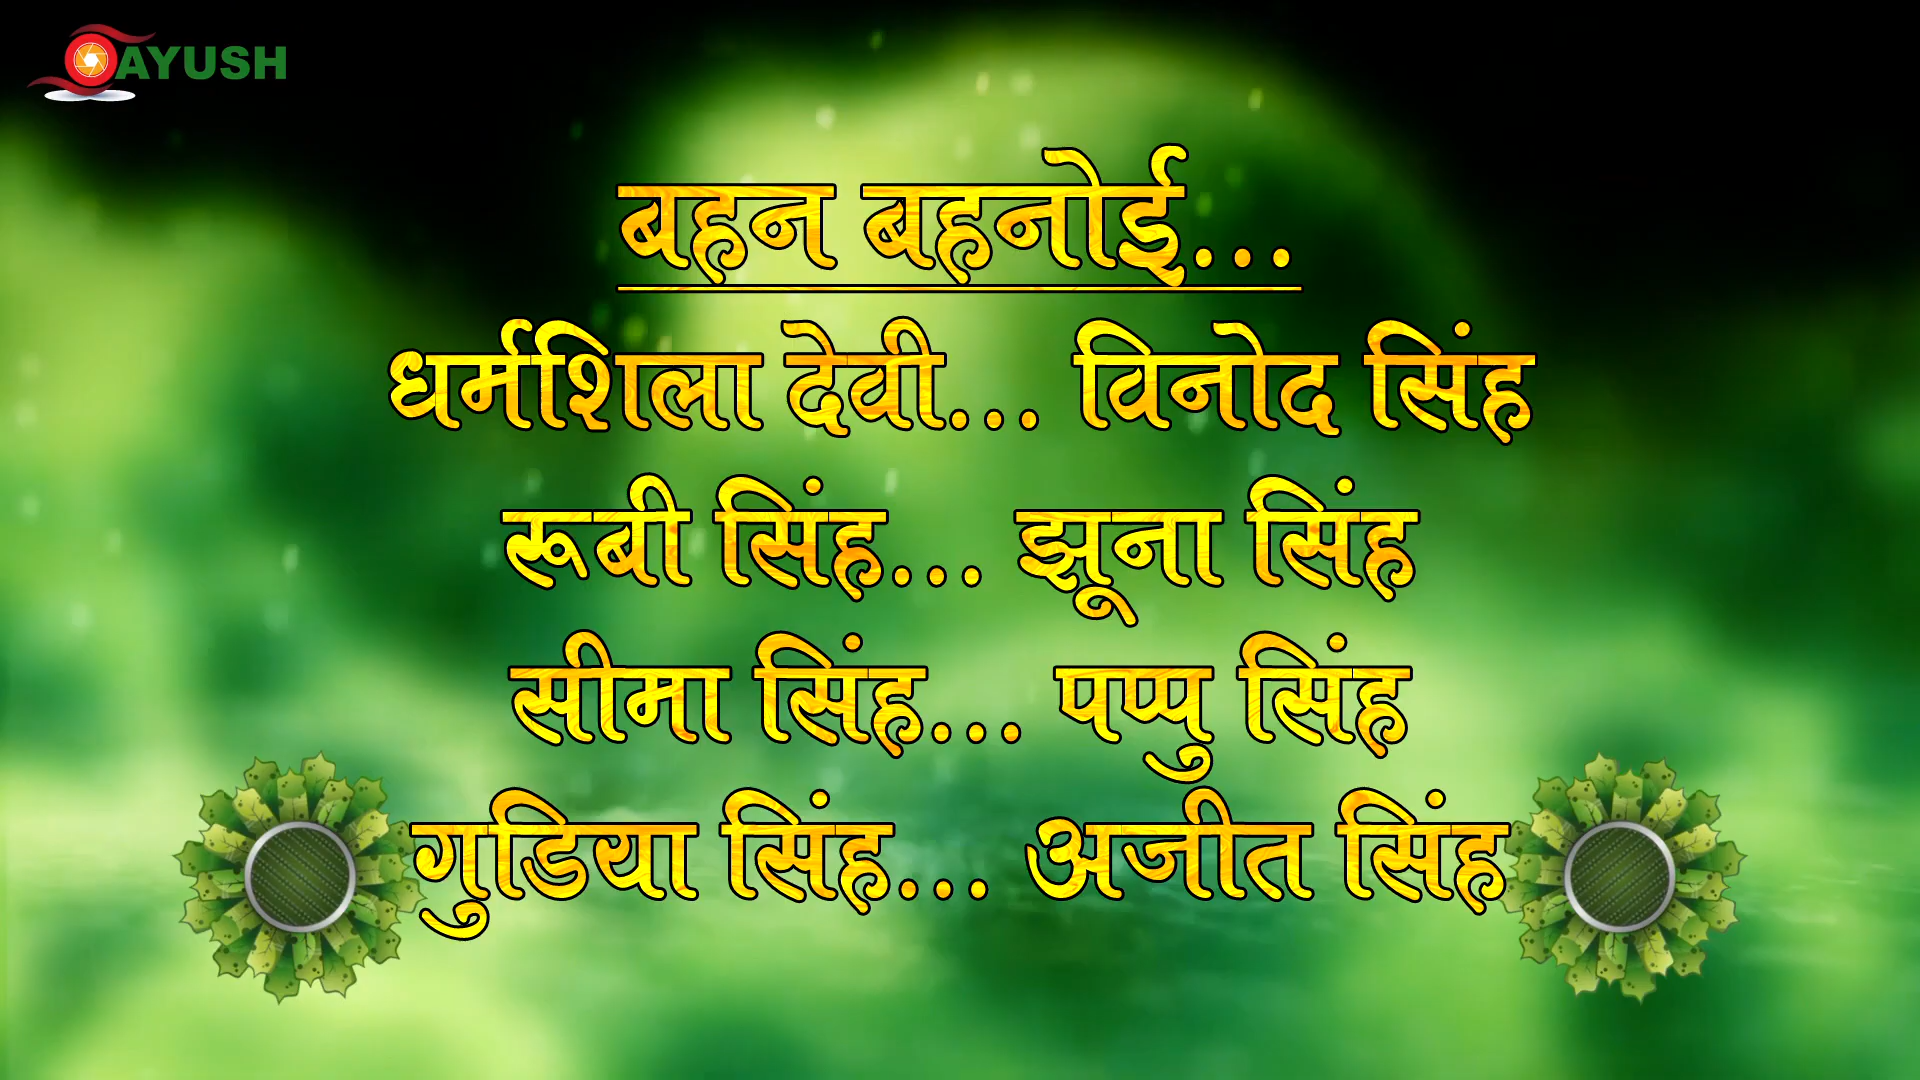 AYUSH
बहन बहनोई...
धर्मशिला देवी... विनोद सिंह
रूबी सिंह... झूना सिंह
सीमा सिंह... पप्पु सिंह
गुडिया सिंह... अजीत सिंह